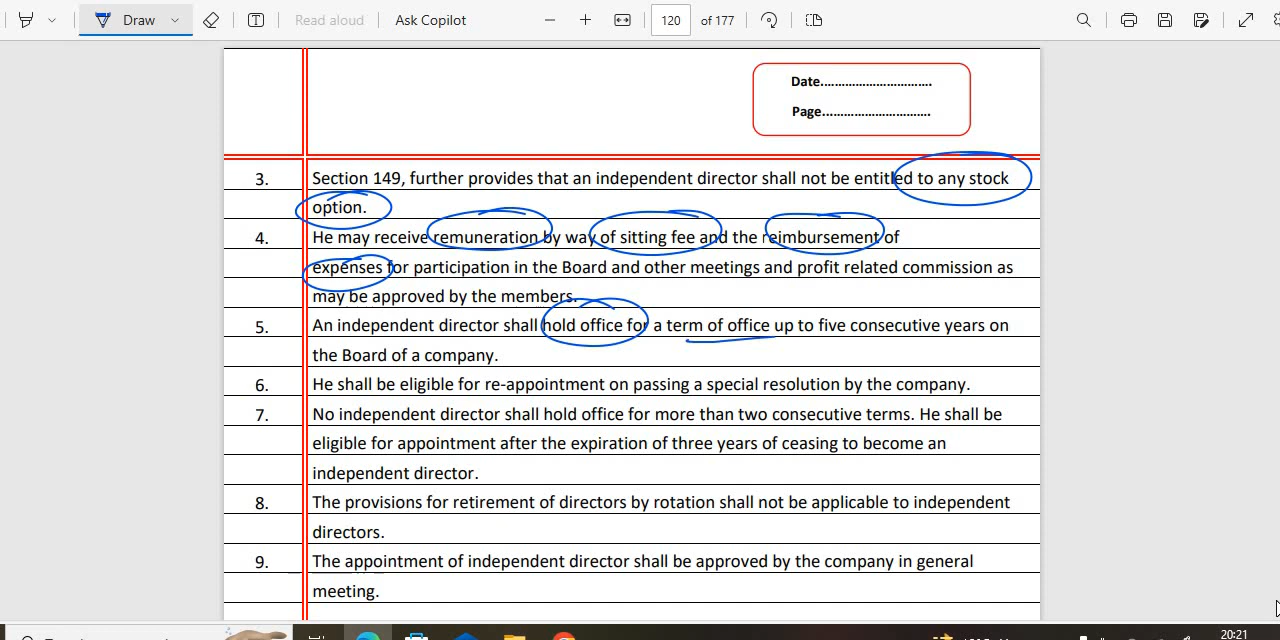 Draw
Read aloud
Ask Copilot
120
of 177
Date................................
Page.............................
3.
Section 149, further provides that an independent director shall not be entitled to any stock
option.
4.
He may receive remuneration by way of sitting fee and the reimbursement of
expenses for participation in the Board and other meetings and profit related commission as
may be approved by the members.
5.
An independent director shall hold office for a term of office up to five consecutive years on
the Board of a company.
6.
He shall be eligible for re-appointment on passing a special resolution by the company.
7.
No independent director shall hold office for more than two consecutive terms. He shall be
eligible for appointment after the expiration of three years of ceasing to become an
independent director.
8.
The provisions for retirement of directors by rotation shall not be applicable to independent
directors.
9.
The appointment of independent director shall be approved by the company in general
meeting.
20:21